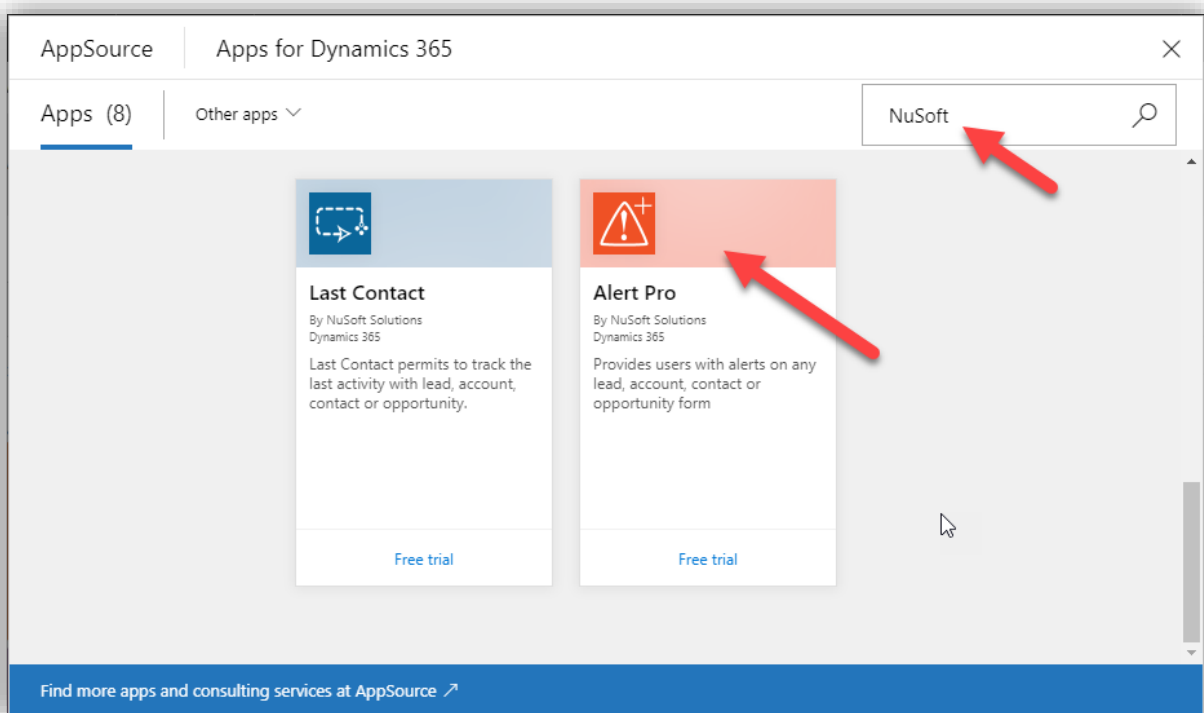 AppSource Apps for Dynamics 365
Apps (8) Other apps NuSoft
Last Contact
By NuSoft Solutions
Dynamics 365
Last Contact permits to track the
last activity with lead, account,
contact or opportunity.
Free trial
Alert Pro
By NuSoft Solutions
Dynamics 365
Provides users with alerts on any
lead, account, contact or
opportunity form
Free trial
Find more apps and consulting services at AppSource